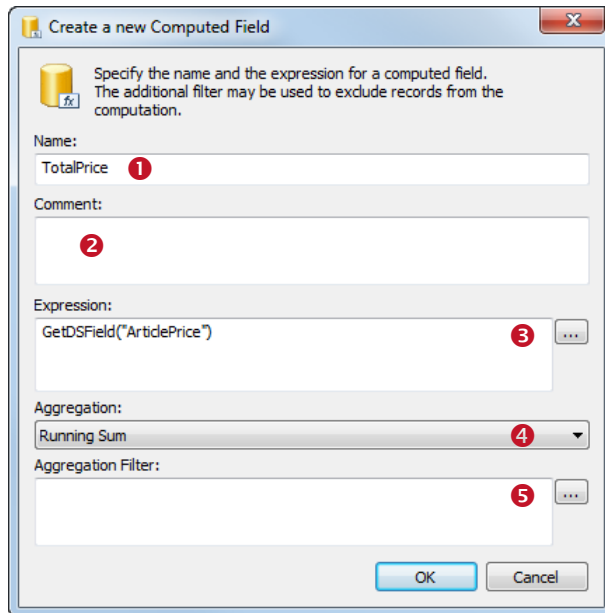 Create a new Computed Field
x
Specify the name and the expression for a computed field.
The additional filter may be used to exclude records from the
computation.
fx
Name:
TotalPrice 1
Comment:
2
Expression:
GetDSField("ArticlePrice") 3 ...
Aggregation:
Running Sum 4
Aggregation Filter:
5 ...
OK Cancel